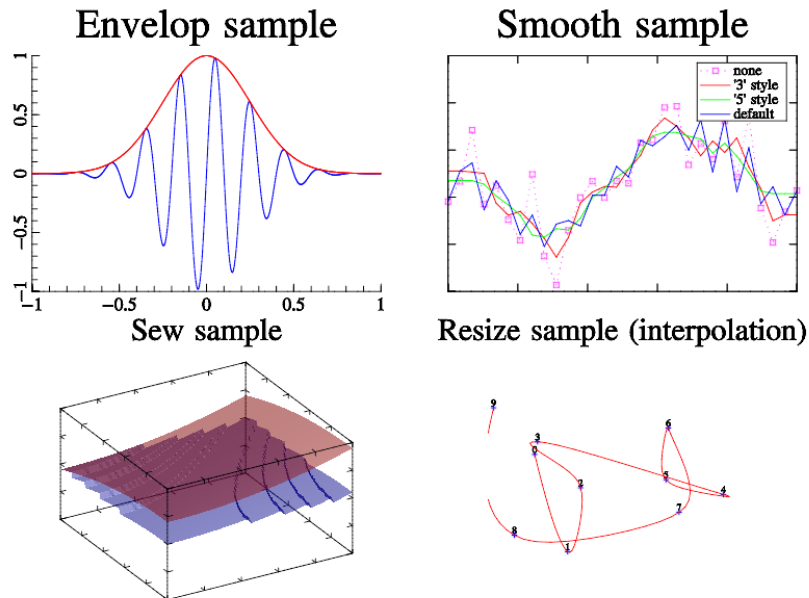 Envelop sample
1
0.5
0
−0.5
−1
−1 −0.5 0 0.5 1
Smooth sample
none
'3' style
'5' style
default
Sew sample
Resize sample (interpolation)
9
3
0
2
1
8
6
5
4
7